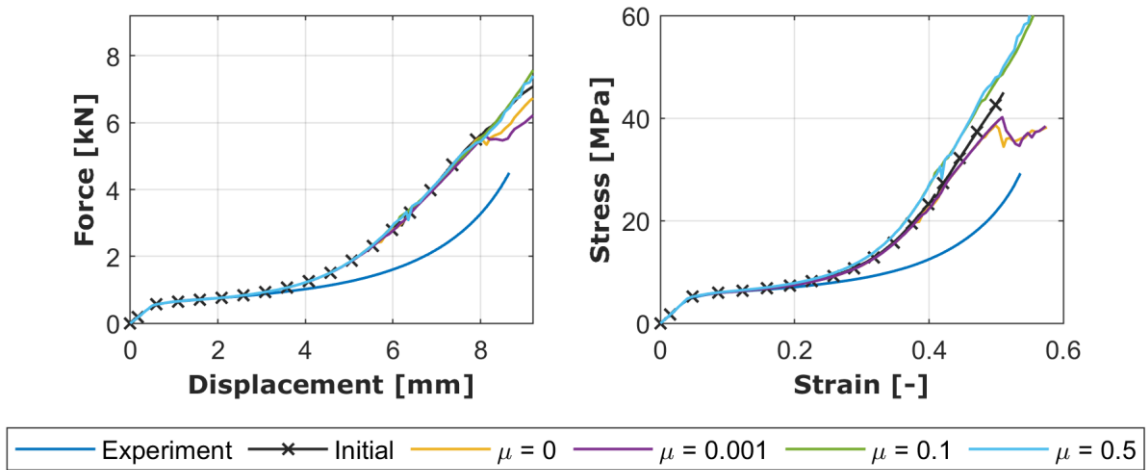 Force [kN]
8
6
4
2
0
0 2 4 6 8
Displacement [mm]
Stress [MPa]
60
40
20
0
0 0.2 0.4 0.6
Strain [-]
Experiment Initial μ = 0 μ = 0.001 μ = 0.1 μ = 0.5